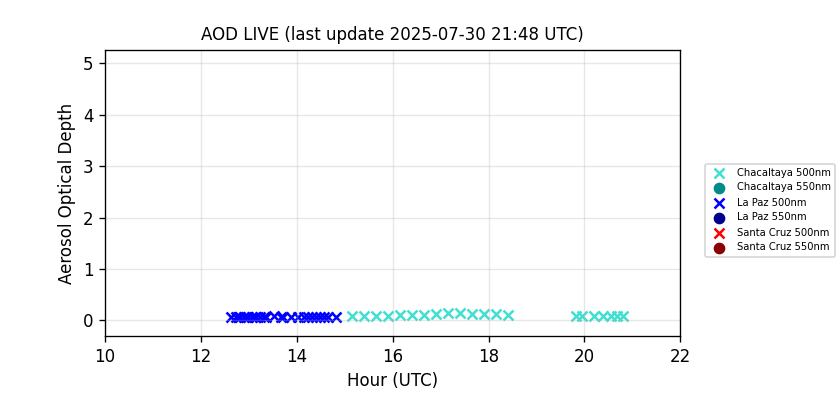 AOD LIVE (last update 2025-07-30 21:48 UTC)
Aerosol Optical Depth
5
4
3
2
1
0
10 12 14 16 18 20 22
Hour (UTC)
Chacaltaya 500nm
Chacaltaya 550nm
La Paz 500nm
La Paz 550nm
Santa Cruz 500nm
Santa Cruz 550nm